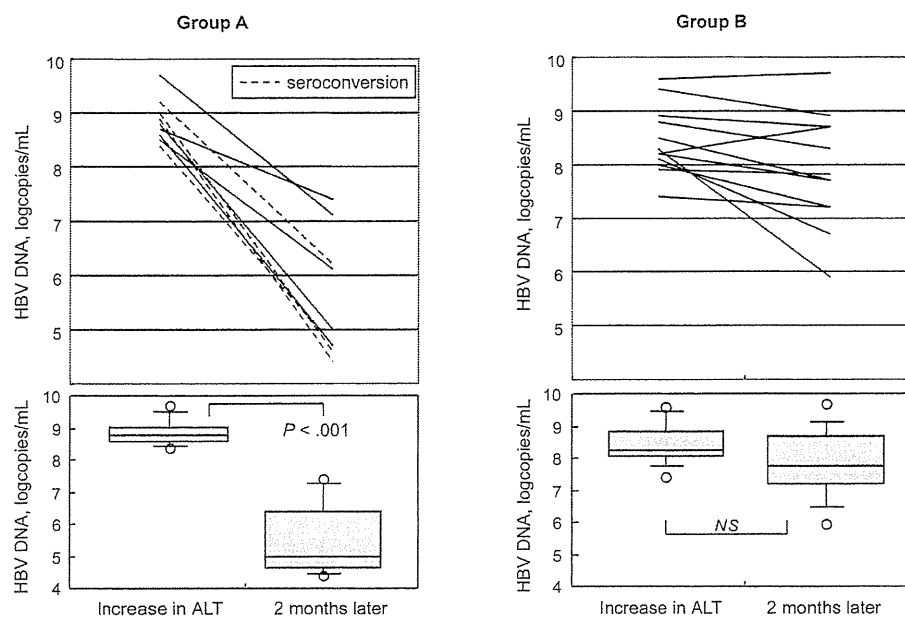 Group A
Group B
HBV DNA, logcopies/mL
10
9
8
7
6
5
seroconversion
HBV DNA, logcopies/mL
10
9
8
7
6
5
HBV DNA, logcopies/mL
10
9
8
7
6
5
4
P < .001
Increase in ALT
2 months later
HBV DNA, logcopies/mL
10
9
8
7
6
5
4
NS
Increase in ALT
2 months later